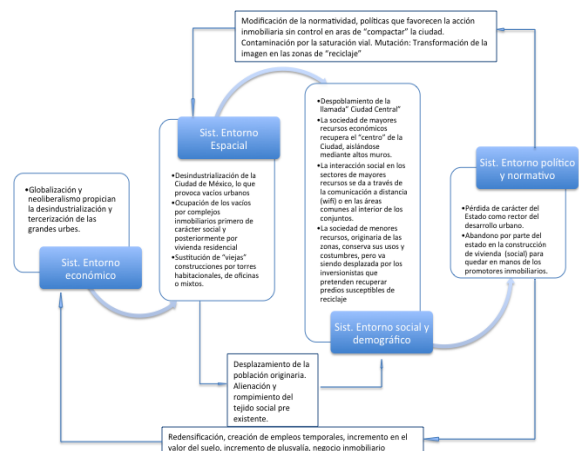 Modificación de la normatividad, políticas que favorecen la acción
inmobiliaria sin control en aras de “compactar” la ciudad.
Contaminación por la saturación vial. Mutación: Transformación de la
imagen en las zonas de “reciclaje”
•Globalización y
neoliberalismo propician
la desindustrialización y
tercerización de las
grandes urbes.
Sist. Entorno
económico
Sist. Entorno
Espacial
•Desindustrialización de la
Ciudad de México, lo que
provoca vacíos urbanos
•Ocupación de los vacíos
por complejos
inmobiliarios primero de
carácter social y
posteriormente por
vivienda residencial
•Sustitución de “viejas”
construcciones por torres
habitacionales, de oficinas
o mixtos.
•Despoblamiento de la
llamada” Ciudad Central”
•La sociedad de mayores
recursos económicos
recupera el “centro” de la
Ciudad, aislándose
mediante altos muros.
•La interacción social en los
sectores de mayores
recursos se da a través de
la comunicación a distancia
(wifi) o en las áreas
comunes al interior de los
conjuntos.
•La sociedad de menores
recursos, originaria de las
zonas, conserva sus usos y
costumbres, pero va
siendo desplazada por los
inversionistas que
pretenden recuperar
predios susceptibles de
reciclaje
Sist. Entorno social y
demográfico
Sist. Entorno político
y normativo
•Pérdida de carácter del
Estado como rector del
desarrollo urbano.
•Abandono por parte del
estado en la construcción
de vivienda (social) para
quedar en manos de los
promotores inmobiliarios.
Desplazamiento de la
población originaria.
Alienación y
rompimiento del
tejido social pre
existente.
Redensificación, creación de empleos temporales, incremento en el
valor del suelo, incremento de plusvalía, negocio inmobiliario